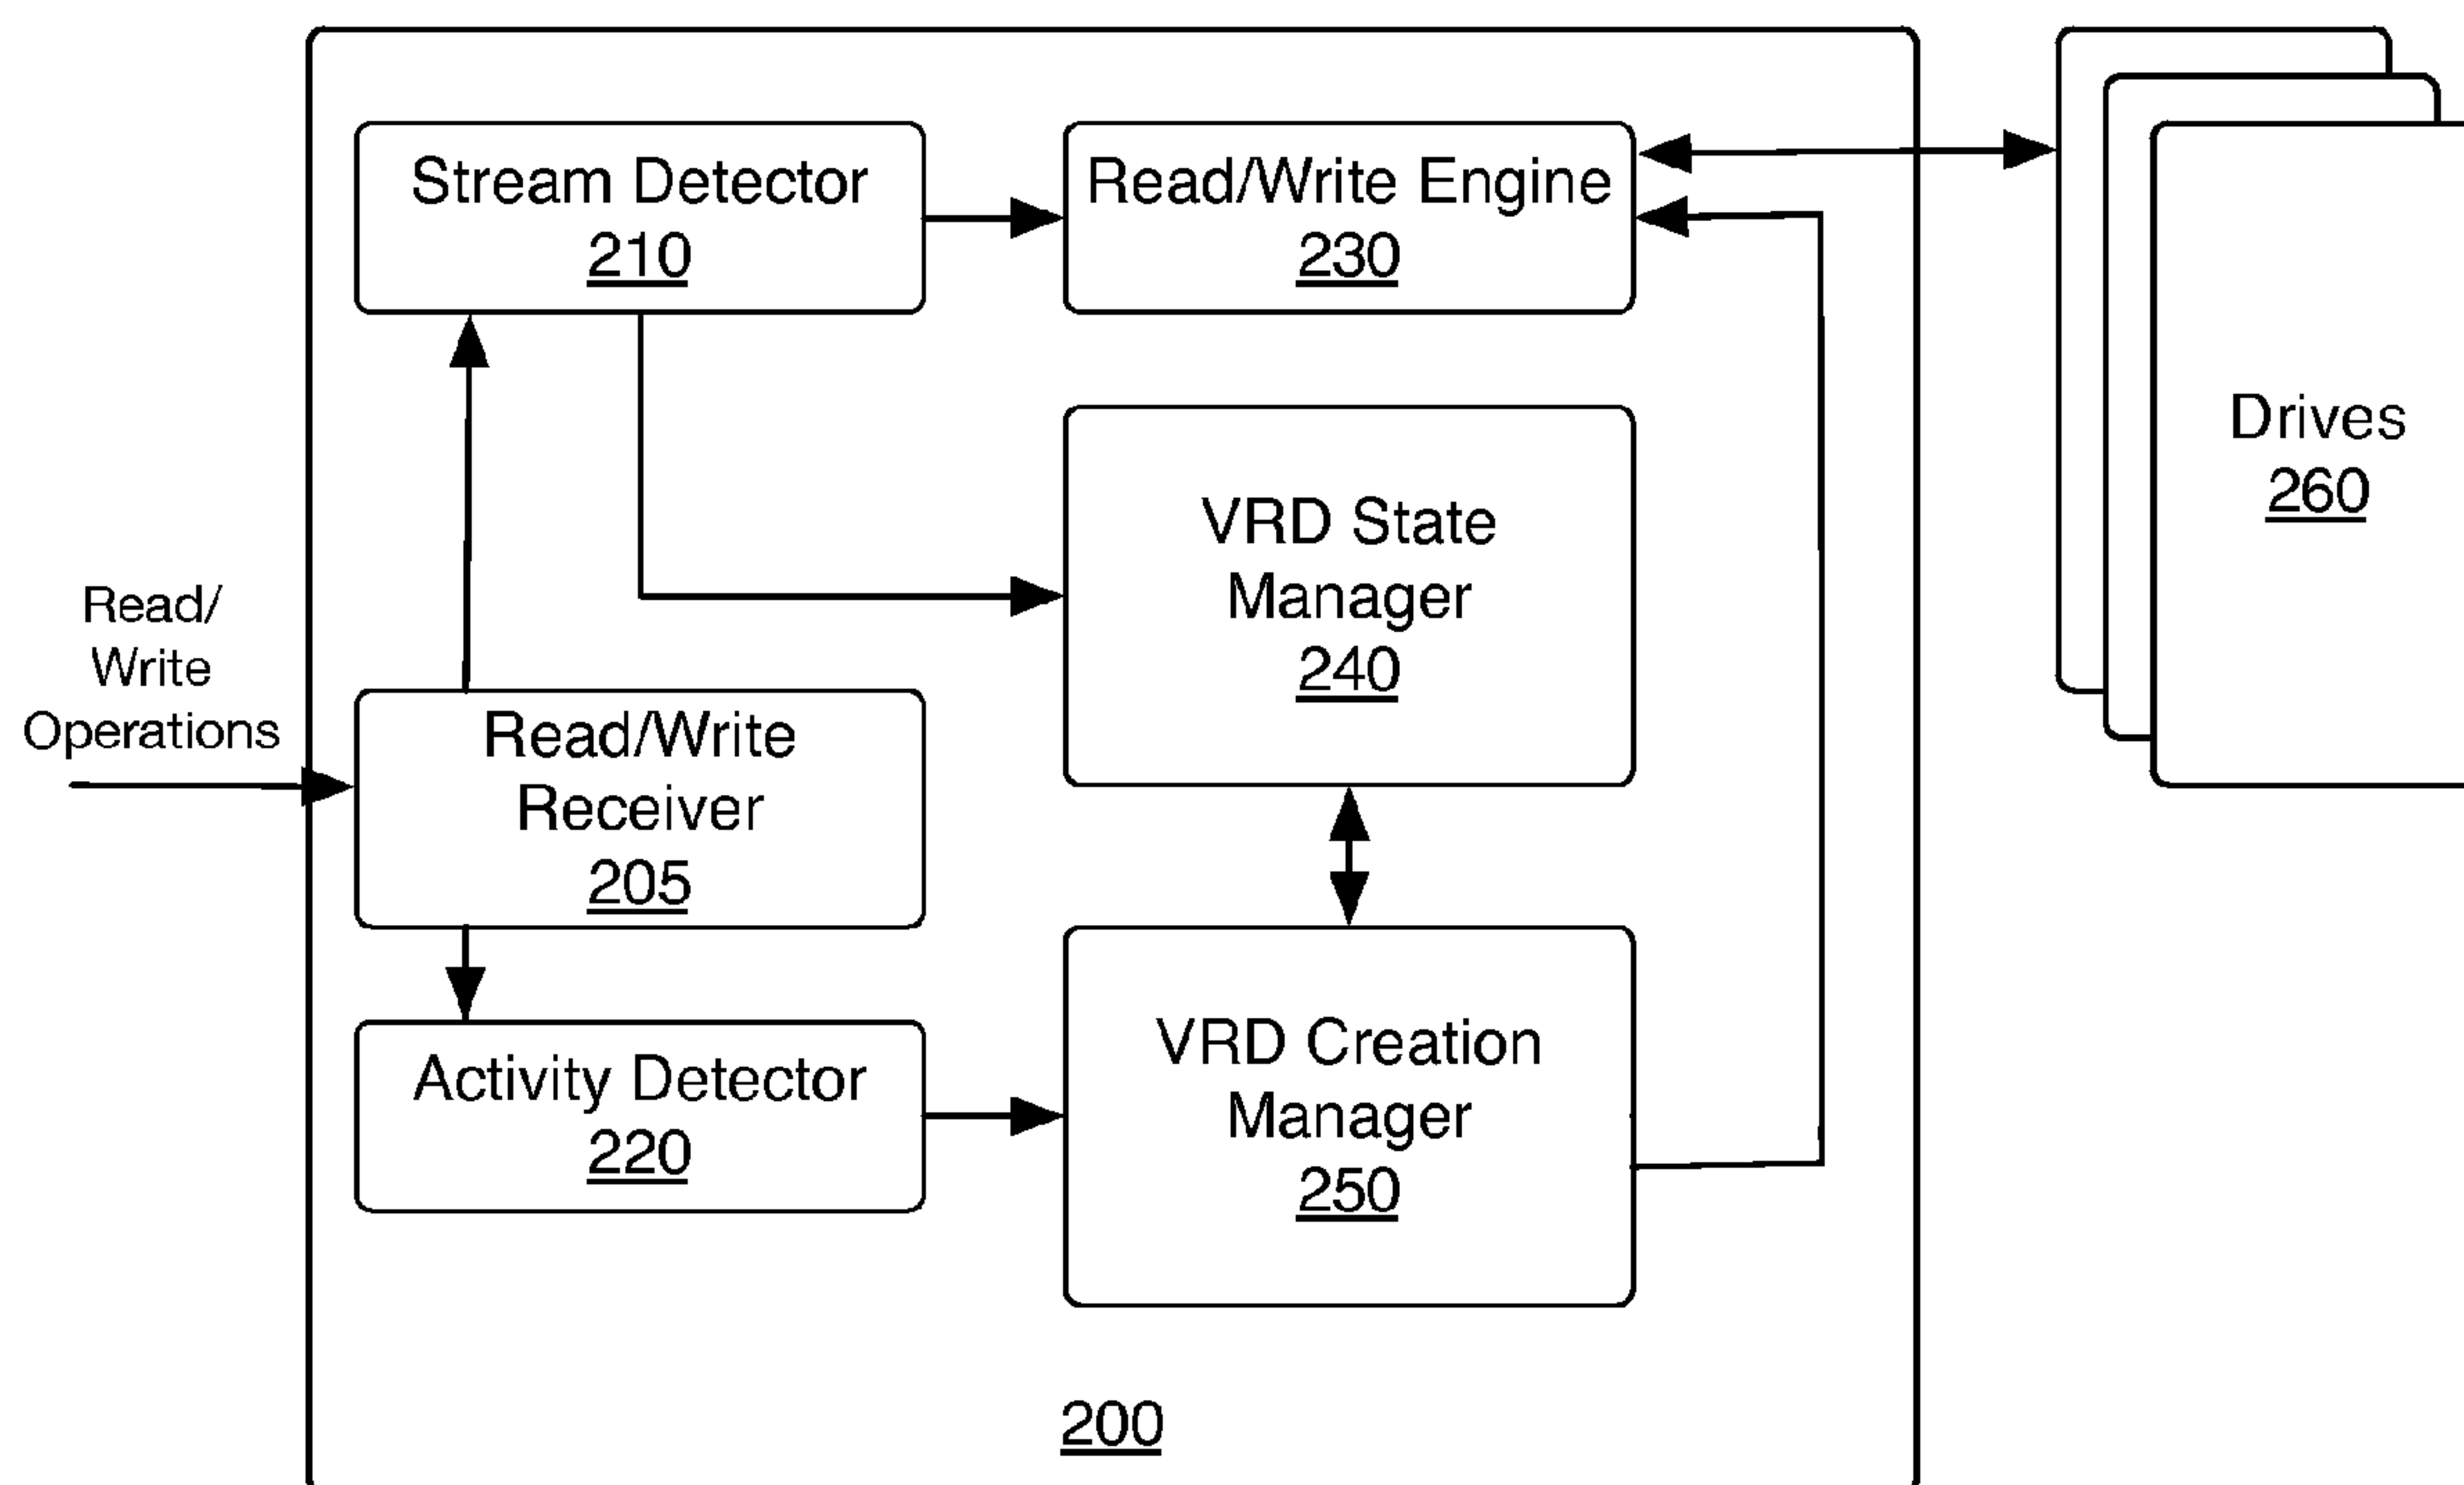 Stream Detector
210
Read/Write Engine
230
Drives
260
VRD State
Manager
240
Read/
Write
Operations
Read/Write
Receiver
205
Activity Detector
220
VRD Creation
Manager
250
200